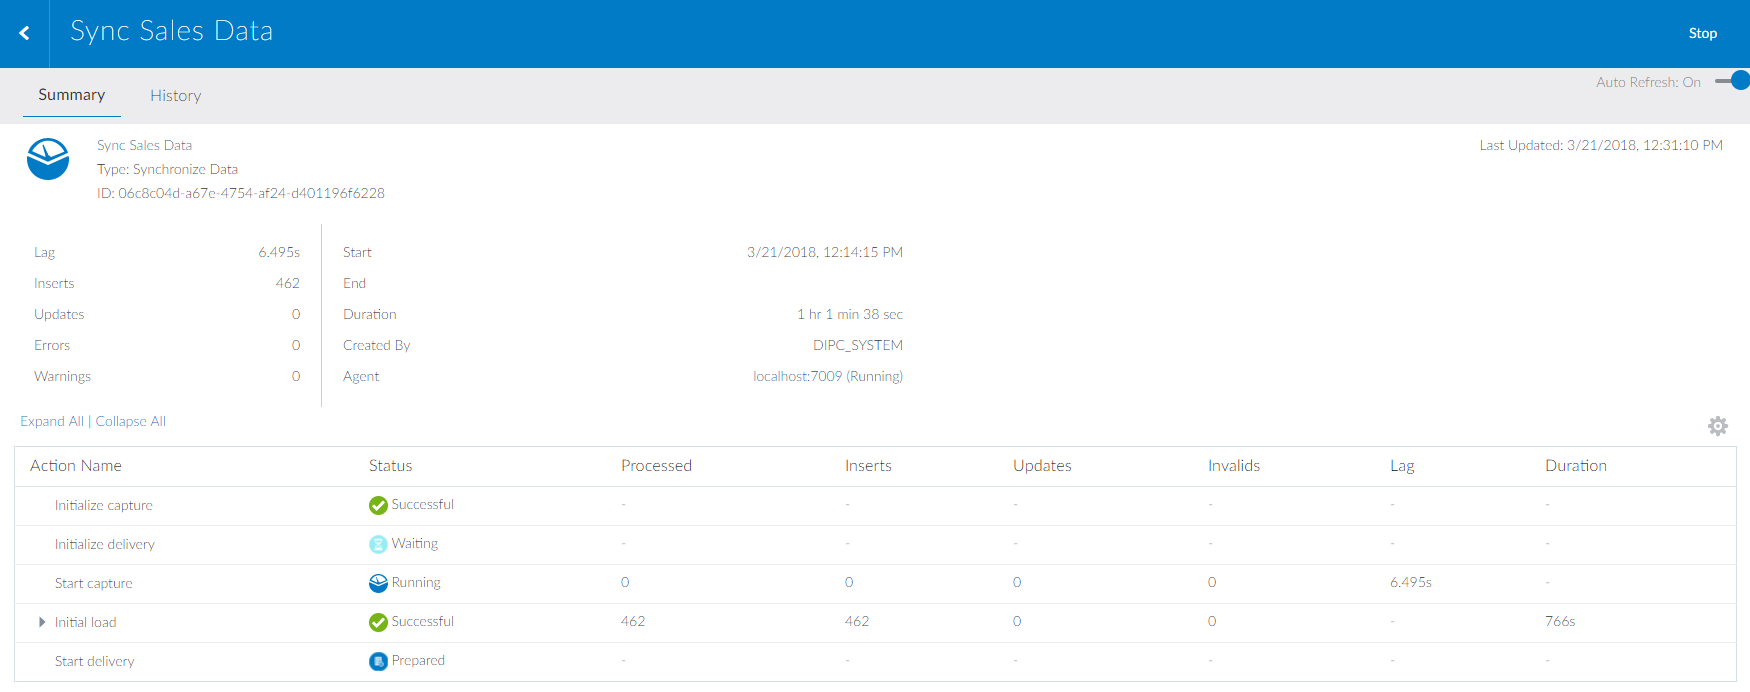 Sync Sales Data
Stop
Summary History
Auto Refresh: On
Sync Sales Data
Type: Synchronize Data
ID: 06c8c04d-a67e-4754-af24-d401196f6228
Last Updated: 3/21/2018, 12:31:10 PM
Lag 6.495s Start 3/21/2018, 12:14:15 PM
Inserts 462 End
Updates 0 Duration 1 hr 1 min 38 sec
Errors 0 Created By DIPC_SYSTEM
Warnings 0 Agent localhost:7009 (Running)
Expand All | Collapse All
Action Name Status Processed Inserts Updates Invalids Lag Duration
Initialize capture Successful - - - - - -
Initialize delivery Waiting - - - - - -
Start capture Running 0 0 0 0 6.495s -
Initial load Successful 462 462 0 0 - 766s
Start delivery Prepared - - - - - -